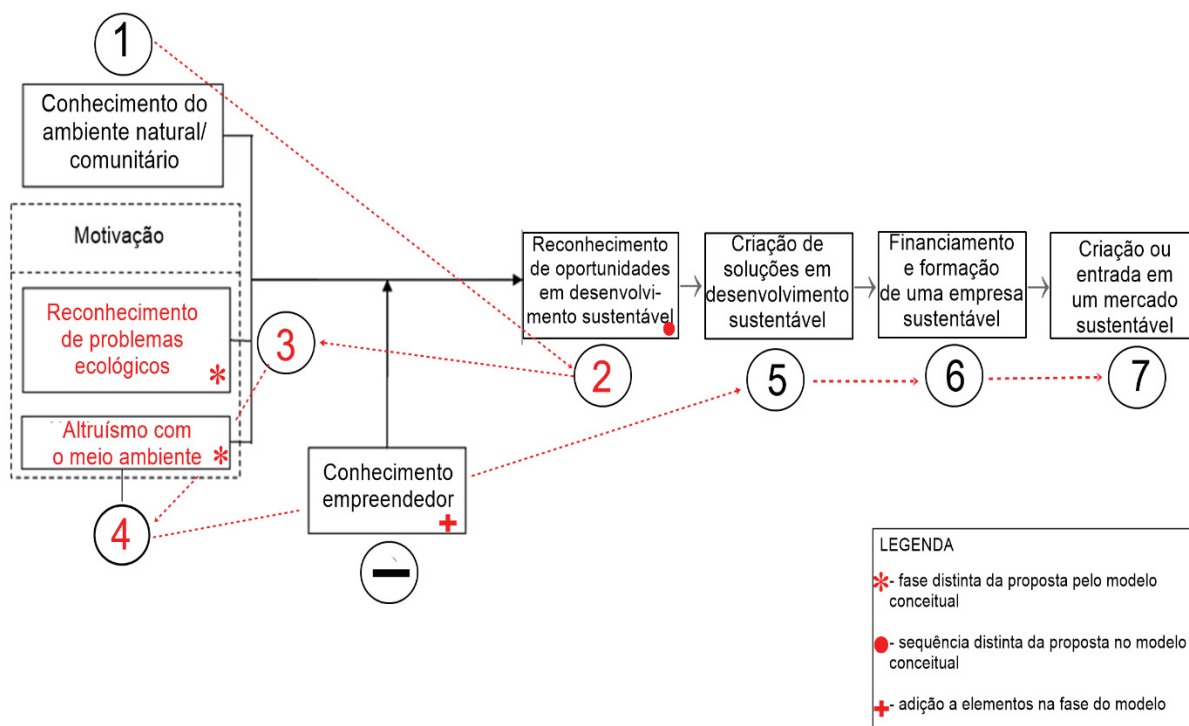 1
Conhecimento do
ambiente natural/
comunitário
Motivação
Reconhecimento
de problemas
ecológicos *
3
Altruísmo com
o meio ambiente *
4
Conhecimento
empreendedor
+
−
Reconhecimento
de oportunidades
em desenvolvi-
mento sustentável
2
Criação de
soluções em
desenvolvimento
sustentável
5
Financiamento
e formação
de uma empresa
sustentável
6
Criação ou
entrada em
um mercado
sustentável
7
LEGENDA
* - fase distinta da proposta pelo modelo
conceitual
● - sequência distinta da proposta no modelo
conceitual
+ - adição a elementos na fase do modelo